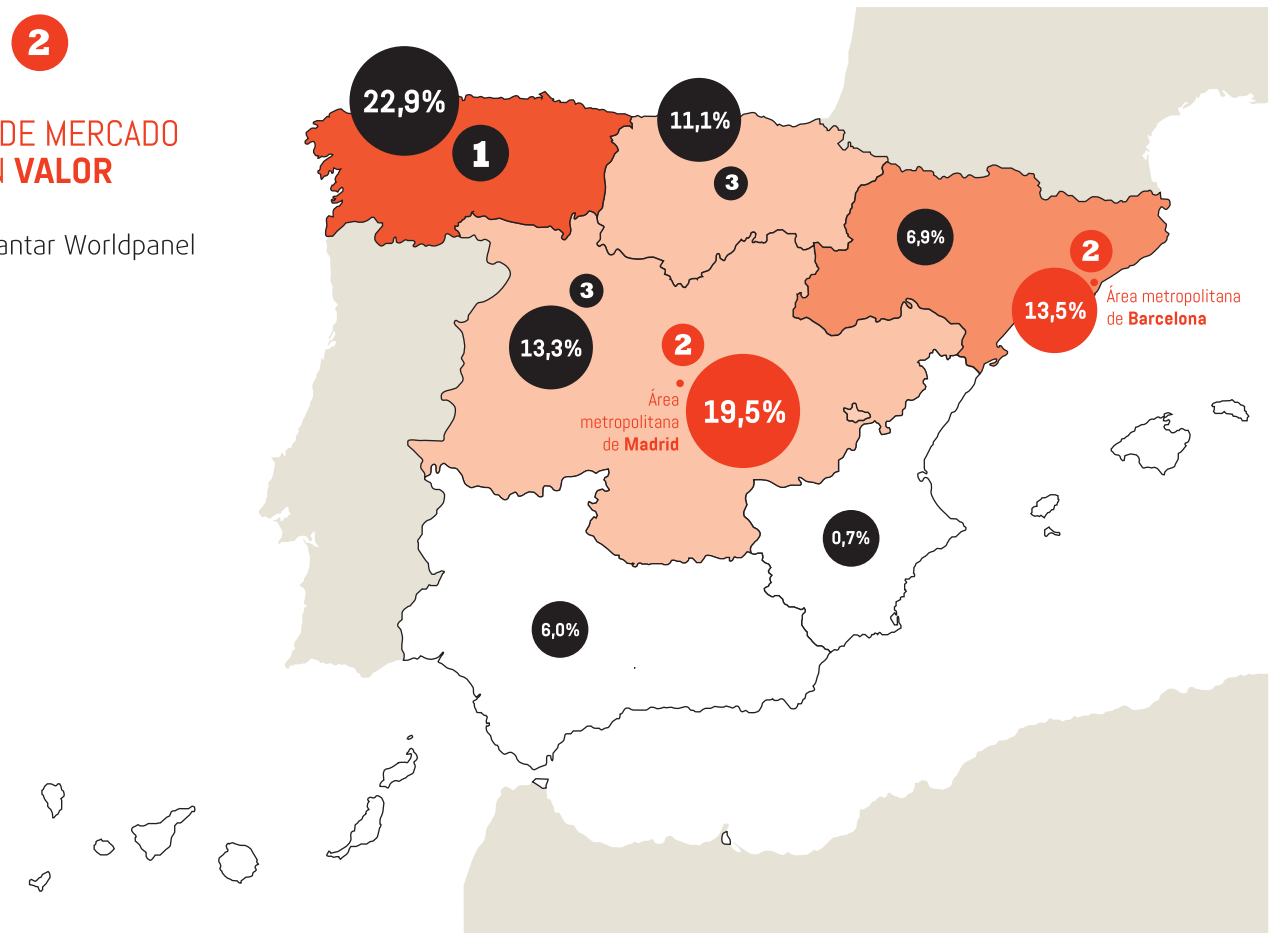 2
DE MERCADO
VALOR
antar Worldpanel
22,9%
1
11,1%
3
6,9%
2
13,5%
Área metropolitana
de Barcelona
3
13,3%
2
19,5%
Área
metropolitana
de Madrid
0,7%
6,0%